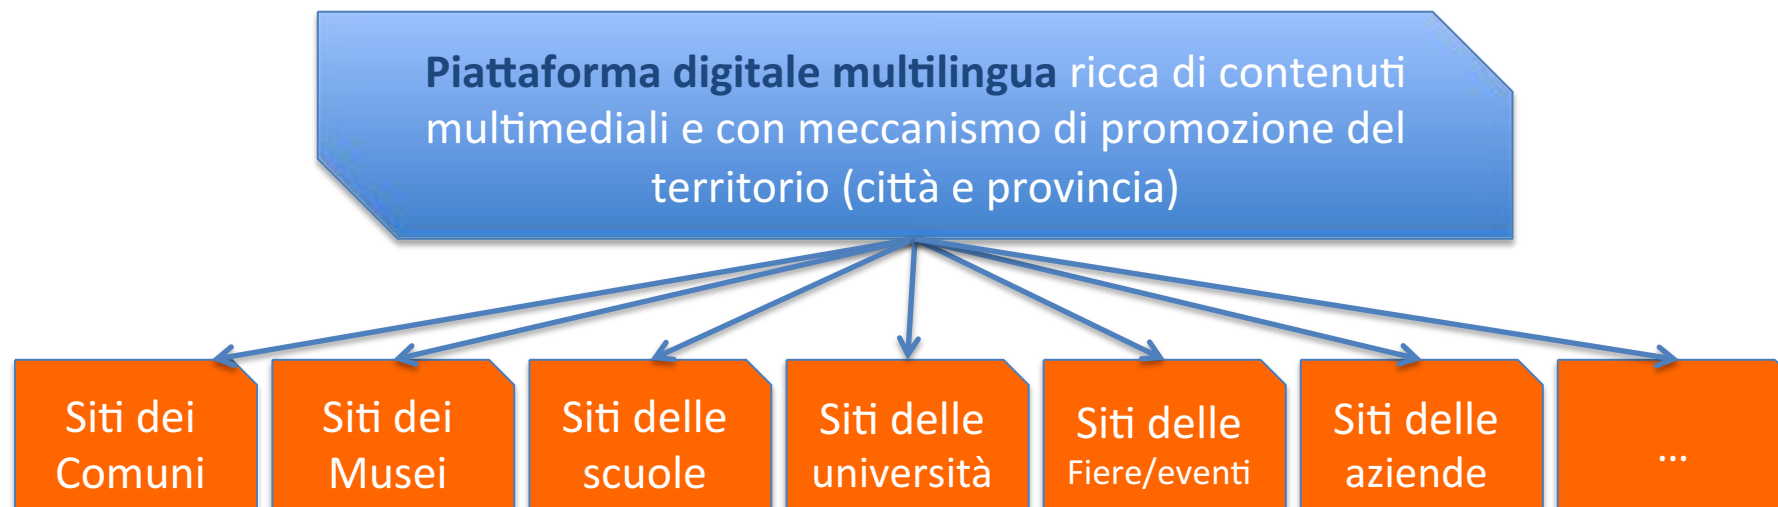 Piattaforma digitale multilingua ricca di contenuti
multimediali e con meccanismo di promozione del
territorio (città e provincia)
Siti dei
Comuni
Siti dei
Musei
Siti delle
scuole
Siti delle
università
Siti delle
Fiere/eventi
Siti delle
aziende
...